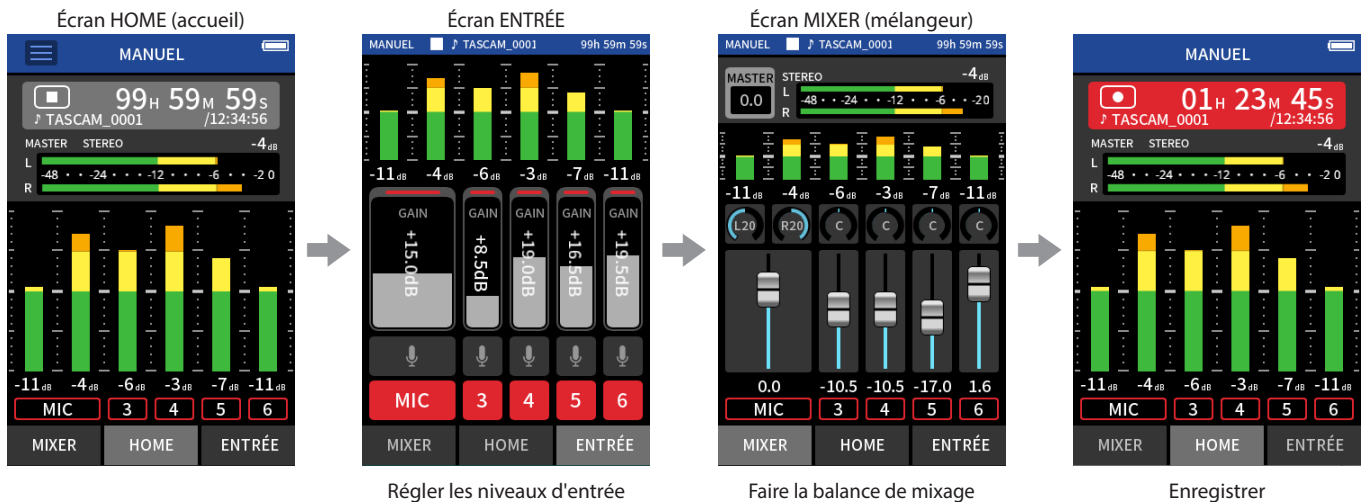 Écran HOME (accueil)
MANUEL
99H 59M 59S
♪ TASCAM_0001 /12:34:56
MASTER STEREO -4dB
L
-48 • • -24 • • -12 • • -6 • • -2 0
R
-11dB -4dB -6dB -3dB -7dB -11dB
MIC 3 4 5 6
MIXER HOME ENTRÉE
Écran ENTRÉE
MANUEL ♪ TASCAM_0001 99h 59m 59s
-11dB -4dB -6dB -3dB -7dB -11dB
GAIN GAIN GAIN GAIN GAIN
+15.0dB +8.5dB +19.0dB +16.5dB +19.5dB
MIC 3 4 5 6
MIXER HOME ENTRÉE
Régler les niveaux d'entrée
Écran MIXER (mélangeur)
MANUEL ♪ TASCAM_0001 99h 59m 59s
MASTER STEREO -4dB
0.0
L
-48 • • -24 • • -12 • • -6 • • -20
R
-11dB -4dB -6dB -3dB -7dB -11dB
L20 R20 C C C C
0.0 -10.5 -10.5 -17.0 1.6
MIC 3 4 5 6
MIXER HOME ENTRÉE
Faire la balance de mixage
MANUEL
01H 23M 45S
♪ TASCAM_0001 /12:34:56
MASTER STEREO -4dB
L
-48 • • -24 • • -12 • • -6 • • -2 0
R
-11dB -4dB -6dB -3dB -7dB -11dB
MIC 3 4 5 6
MIXER HOME ENTRÉE
Enregistrer